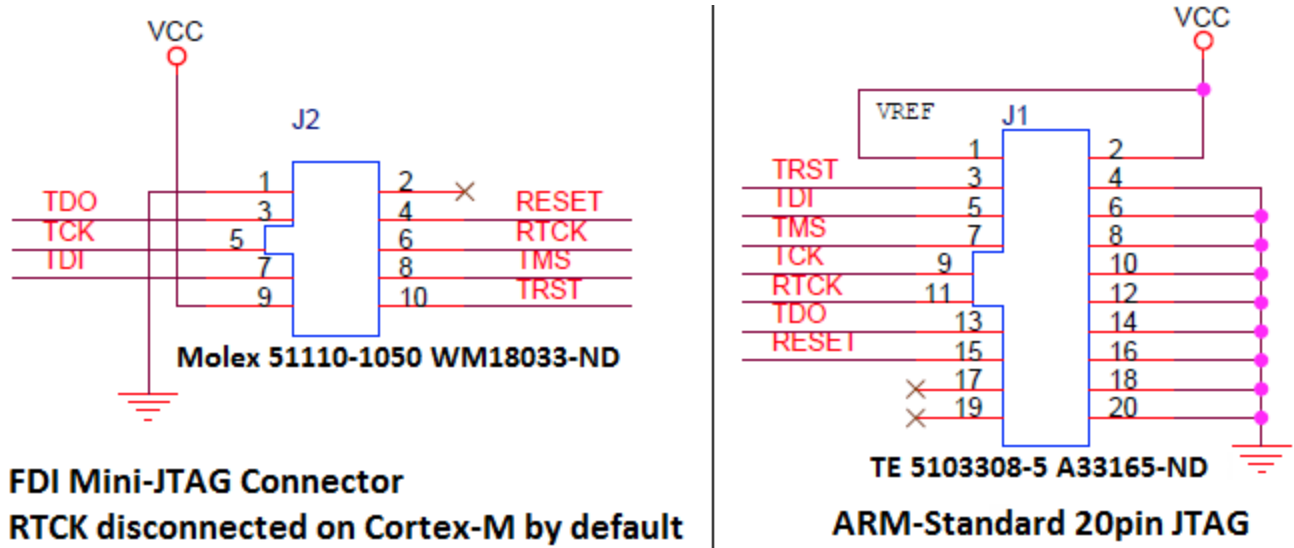 VCC
J2
1 2
TDO 3 4 RESET
TCK 5 6 RTCK
TDI 7 8 TMS
9 10 TRST
Molex 51110-1050 WM18033-ND
FDI Mini-JTAG Connector
RTCK disconnected on Cortex-M by default
VCC
VREF J1
1 2
TRST 3 4
TDI 5 6
TMS 7 8
TCK 9 10
RTCK 11 12
TDO 13 14
RESET 15 16
17 18
19 20
TE 5103308-5 A33165-ND
ARM-Standard 20pin JTAG